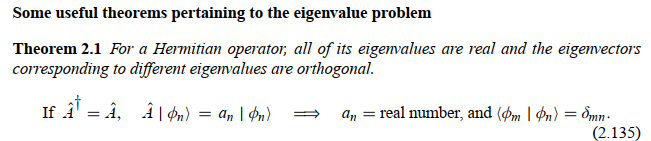 Some useful theorems pertaining to the eigenvalue problem
Theorem 2.1 For a Hermitian operator, all of its eigenvalues are real and the eigenvectors
corresponding to different eigenvalues are orthogonal.
If Â† = Â, Â | ϕₙ⟩ = aₙ | ϕₙ⟩ ⟹ aₙ = real number, and ⟨ϕₘ | ϕₙ⟩ = δₘₙ.
(2.135)